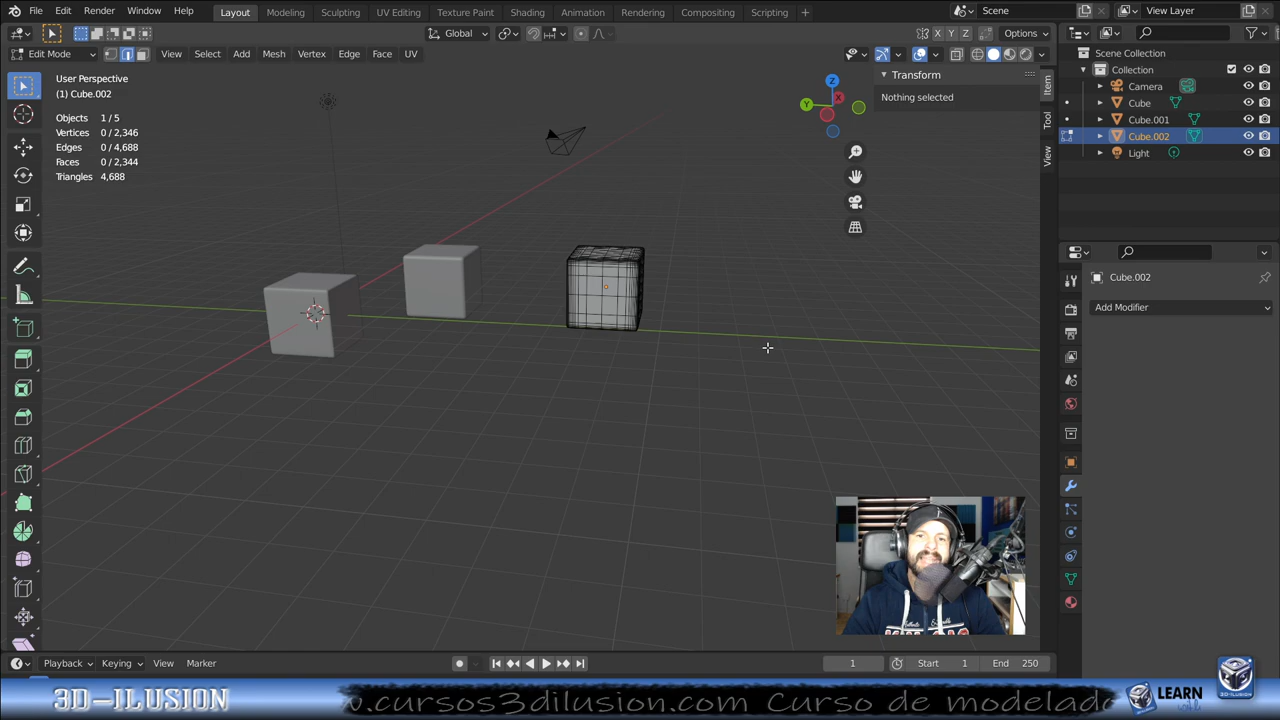 File Edit Render Window Help Layout Modeling Sculpting UV Editing Texture Paint Shading Animation Rendering Compositing Scripting + Scene View Layer
Global X Y Z Options
Edit Mode View Select Add Mesh Vertex Edge Face UV
User Perspective
(1) Cube.002
Objects 1 / 5
Vertices 0 / 2,346
Edges 0 / 4,688
Faces 0 / 2,344
Triangles 4,688
Transform
Nothing selected
Item
Tool
View
Z
Y
X
Scene Collection
Collection
Camera
Cube
Cube.001
Cube.002
Light
Cube.002
Add Modifier
Playback Keying View Marker 1 Start 1 End 250
3D-ILUSION
w.cursos3dilusion.com Curso de modelado
LEARN
3D-ILUSION